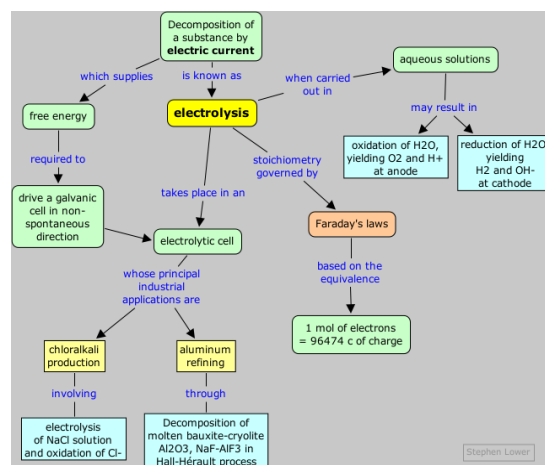 Decomposition of
a substance by
electric current
which supplies
is known as
when carried
out in
aqueous solutions
free energy
electrolysis
may result in
required to
stoichiometry
governed by
oxidation of H2O,
yielding O2 and H+
at anode
reduction of H2O
yielding
H2 and OH-
at cathode
drive a galvanic
cell in non-
spontaneous
direction
takes place in an
electrolytic cell
Faraday's laws
whose principal
industrial
applications are
based on the
equivalence
1 mol of electrons
= 96474 c of charge
chloralkali
production
aluminum
refining
involving
through
electrolysis
of NaCl solution
and oxidation of Cl-
Decomposition of
molten bauxite-cryolite
Al2O3, NaF-AlF3 in
Hall-Hérault process
Stephen Lower